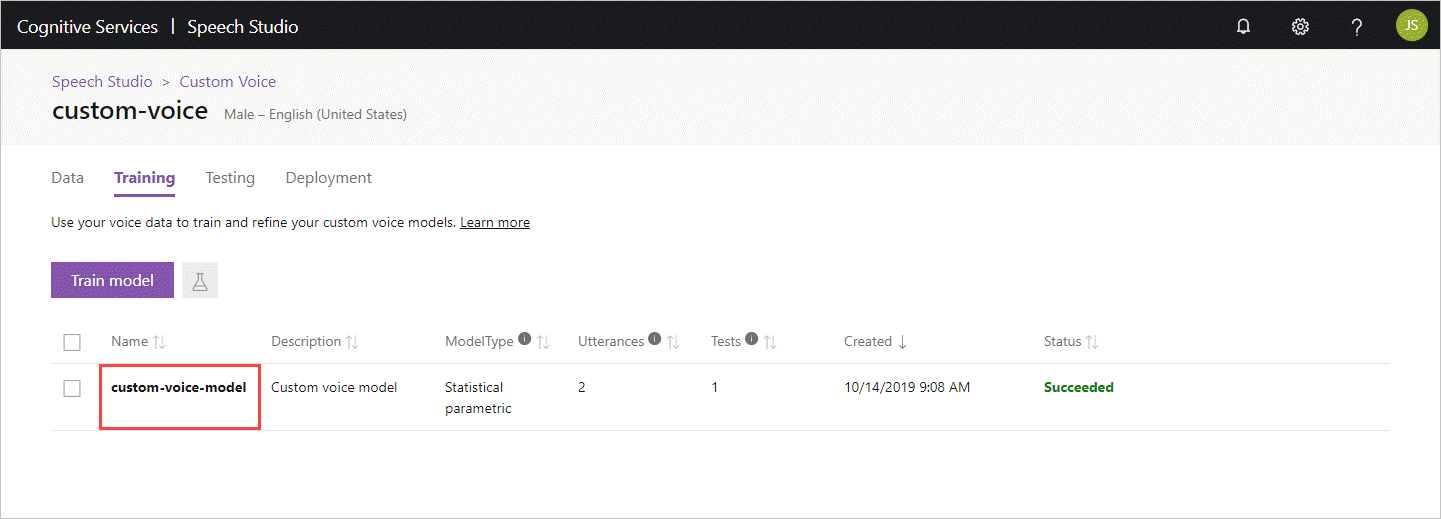 Cognitive Services | Speech Studio
JS
Speech Studio > Custom Voice
custom-voice Male – English (United States)
Data Training Testing Deployment
Use your voice data to train and refine your custom voice models. Learn more
Train model
Name Description ModelType Utterances Tests Created Status
custom-voice-model Custom voice model Statistical parametric 2 1 10/14/2019 9:08 AM Succeeded